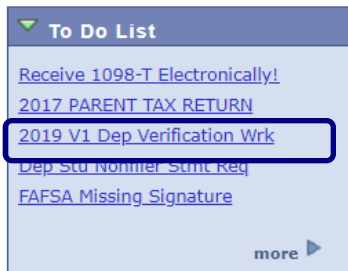 To Do List
Receive 1098-T Electronically!
2017 PARENT TAX RETURN
2019 V1 Dep Verification Wrk
Dep Stu Nonfiler Stmt Req
FAFSA Missing Signature
more